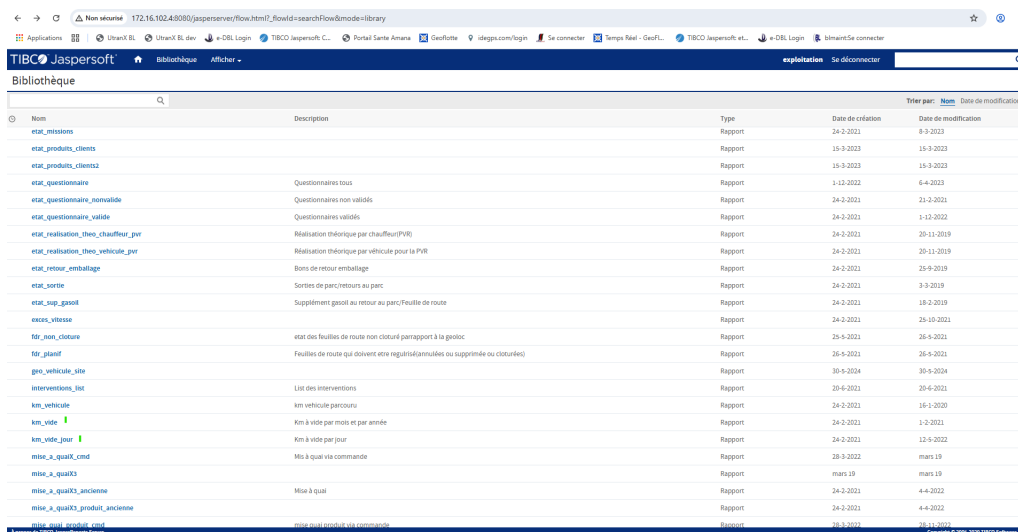 Non sécurisé 172.16.102.4:8080/jasperserver/flow.html?_flowId=searchFlow&mode=library
Applications UtranX BL UtranX BL dev e-DBL Login TIBCO Jaspersoft: C... Portail Sante Amana Geoflotte idegps.com/login Se connecter Temps Réel - GeoFl... TIBCO Jaspersoft: et... e-DBL Login blmaint:Se connecter
TIBCO Jaspersoft Bibliothèque Afficher exploitation Se déconnecter
Bibliothèque
Trier par: Nom Date de modification
Nom Description Type Date de création Date de modification
etat_missions Rapport 24-2-2021 8-3-2023
etat_produits_clients Rapport 15-3-2023 15-3-2023
etat_produits_clients2 Rapport 15-3-2023 15-3-2023
etat_questionnaire Questionnaires tous Rapport 1-12-2022 6-4-2023
etat_questionnaire_nonvalide Questionnaires non validés Rapport 24-2-2021 21-2-2021
etat_questionnaire_valide Questionnaires validés Rapport 24-2-2021 1-12-2022
etat_realisation_theo_chauffeur_pvr Réalisation théorique par chauffeur(PVR) Rapport 24-2-2021 20-11-2019
etat_realisation_theo_vehicule_pvr Réalisation théorique par véhicule pour la PVR Rapport 24-2-2021 20-11-2019
etat_retour_emballage Bons de retour emballage Rapport 24-2-2021 25-9-2019
etat_sortie Sorties de parc/retours au parc Rapport 24-2-2021 3-3-2019
etat_sup_gasoil Supplément gasoil au retour au parc/Feuille de route Rapport 24-2-2021 18-2-2019
exces_vitesse Rapport 24-2-2021 25-10-2021
fdr_non_cloture etat des feuilles de route non cloturé parrapport à la geoloc Rapport 25-5-2021 26-5-2021
fdr_planif Feuilles de route qui doivent etre regulrisé(annulées ou supprimée ou cloturées) Rapport 26-5-2021 26-5-2021
geo_vehicule_site Rapport 30-5-2024 30-5-2024
interventions_list List des interventions Rapport 20-6-2021 20-6-2021
km_vehicule km vehicule parcouru Rapport 24-2-2021 16-1-2020
km_vide Km à vide par mois et par année Rapport 24-2-2021 1-2-2021
km_vide_jour Km à vide par jour Rapport 24-2-2021 12-5-2022
mise_a_quaiX_cmd Mis à quai via commande Rapport 28-3-2022 mars 19
mise_a_quaiX3 Rapport mars 19 mars 19
mise_a_quaiX3_ancienne Mise à quai Rapport 24-2-2021 4-4-2022
mise_a_quaiX3_produit_ancienne Rapport 24-2-2021 4-4-2022
mise_quai_produit_cmd mise quai produit via commande Rapport 28-3-2022 28-11-2022